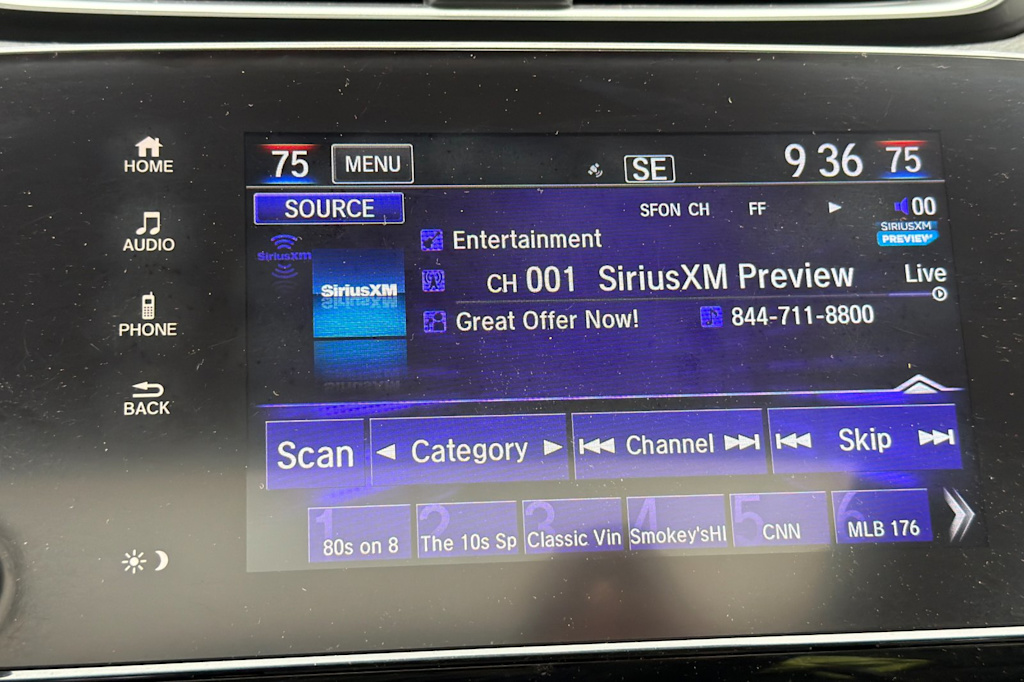 HOME
AUDIO
PHONE
BACK
75 MENU SE 9 36 75
SOURCE SFON CH FF 00
SIRIUSXM
PREVIEW
SiriusXM
SiriusXM
Entertainment
CH 001 SiriusXM Preview Live
Great Offer Now! 844-711-8800
Scan Category Channel Skip
1 80s on 8
2 The 10s Sp
3 Classic Vin
4 Smokey'sHI
5 CNN
6 MLB 176